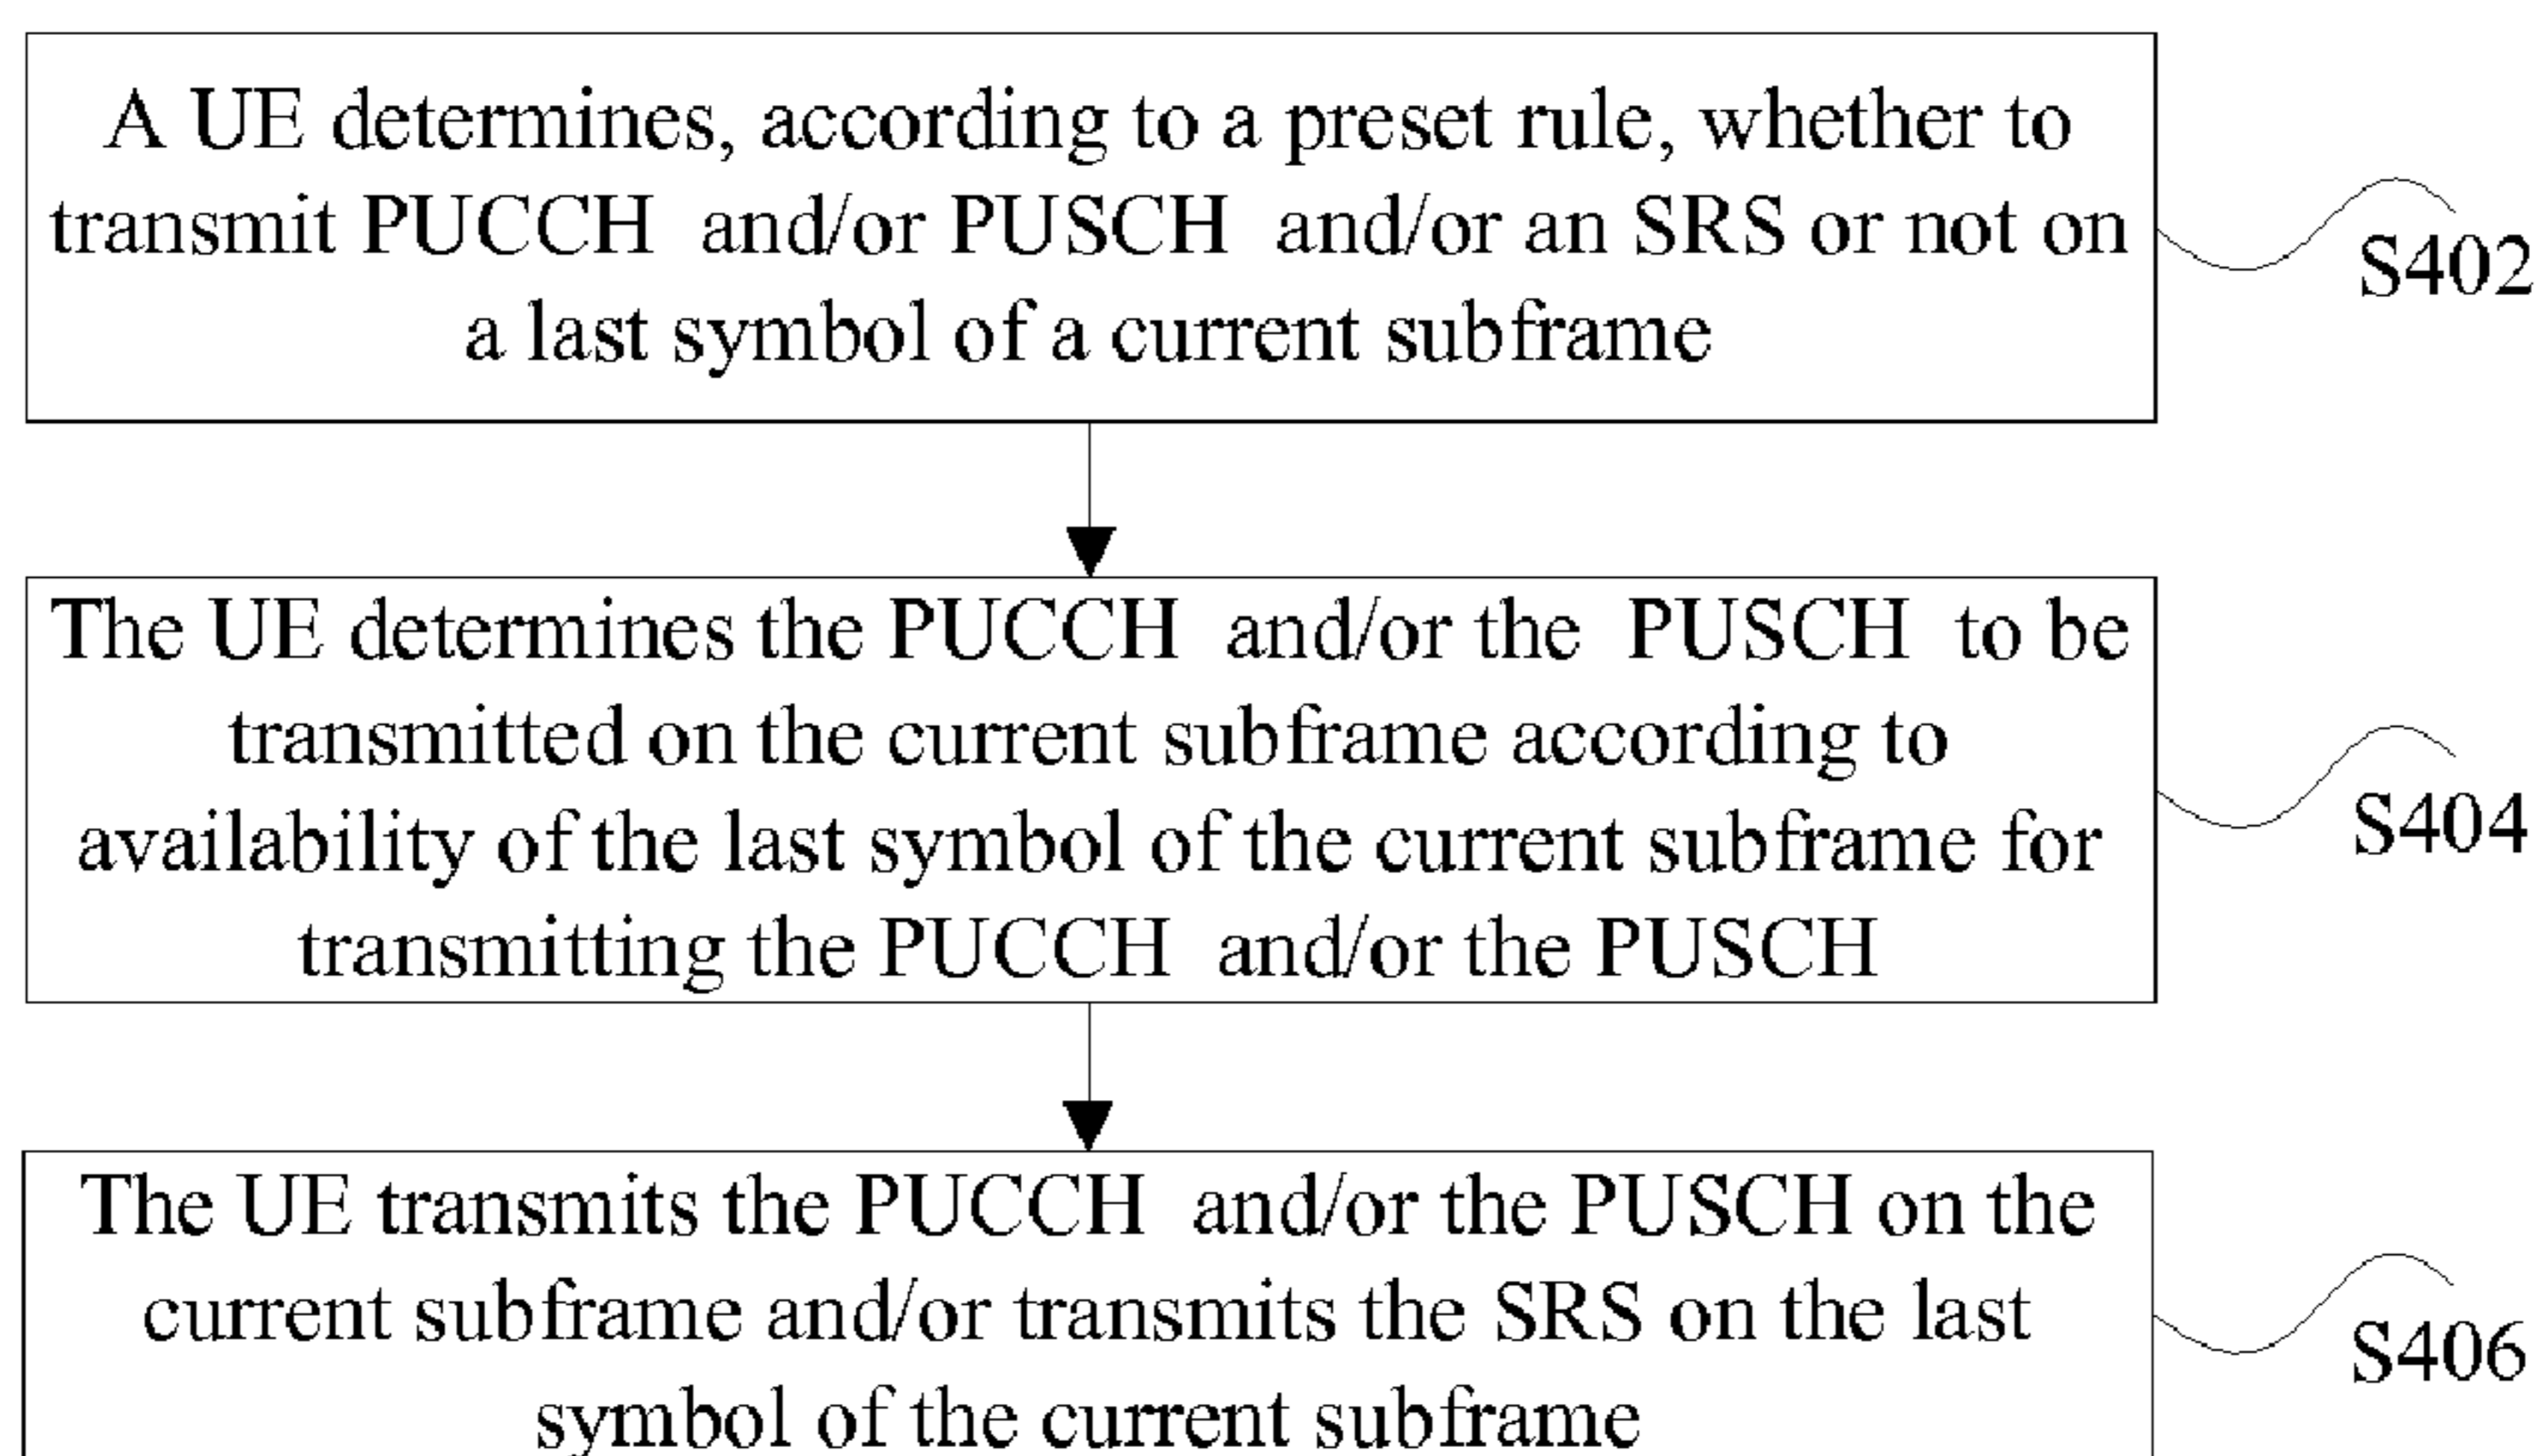 A UE determines, according to a preset rule, whether to
transmit PUCCH and/or PUSCH and/or an SRS or not on
a last symbol of a current subframe
S402
The UE determines the PUCCH and/or the PUSCH to be
transmitted on the current subframe according to
availability of the last symbol of the current subframe for
transmitting the PUCCH and/or the PUSCH
S404
The UE transmits the PUCCH and/or the PUSCH on the
current subframe and/or transmits the SRS on the last
symbol of the current subframe
S406